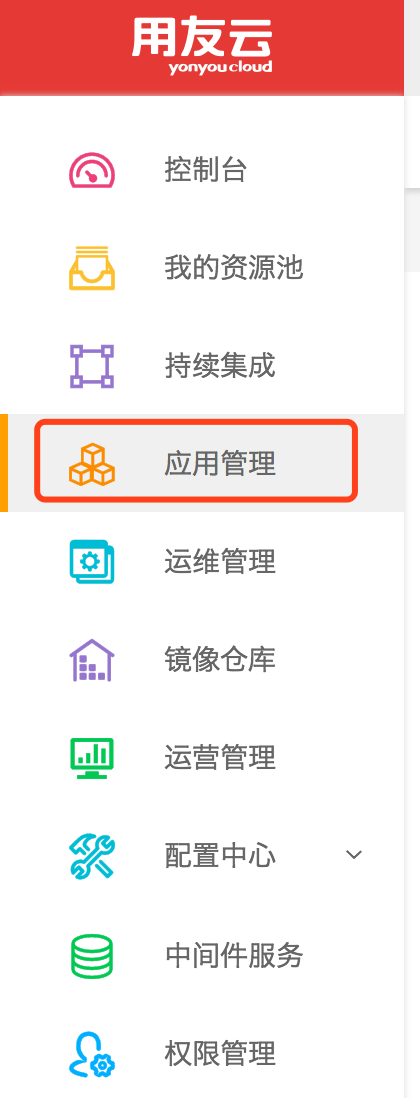 用友云
yonyou cloud
控制台
我的资源池
持续集成
应用管理
运维管理
镜像仓库
运营管理
配置中心
中间件服务
权限管理